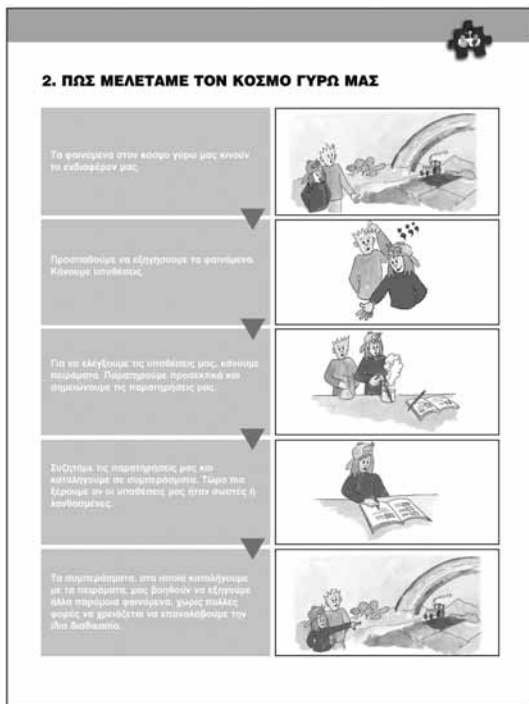 2. ΠΩΣ ΜΕΛΕΤΑΜΕ ΤΟΝ ΚΟΣΜΟ ΓΥΡΩ ΜΑΣ
Τα φαινόμενα στον κόσμο γύρω μας κινούν
το ενδιαφέρον μας.
Προσπαθούμε να εξηγήσουμε τα φαινόμενα.
Κάνουμε υποθέσεις.
Για να ελέγξουμε τις υποθέσεις μας, κάνουμε
πειράματα. Παρατηρούμε προσεκτικά και
σημειώνουμε τις παρατηρήσεις μας.
Συζητάμε τις παρατηρήσεις μας και
καταλήγουμε σε συμπεράσματα. Τώρα πια
ξέρουμε αν οι υποθέσεις μας ήταν σωστές ή
λανθασμένες.
Τα συμπεράσματα, στα οποία καταλήγουμε
με τα πειράματα, μας βοηθούν να εξηγούμε
άλλα παρόμοια φαινόμενα, χωρίς πολλές
φορές να χρειάζεται να επαναλάβουμε την
ίδια διαδικασία.